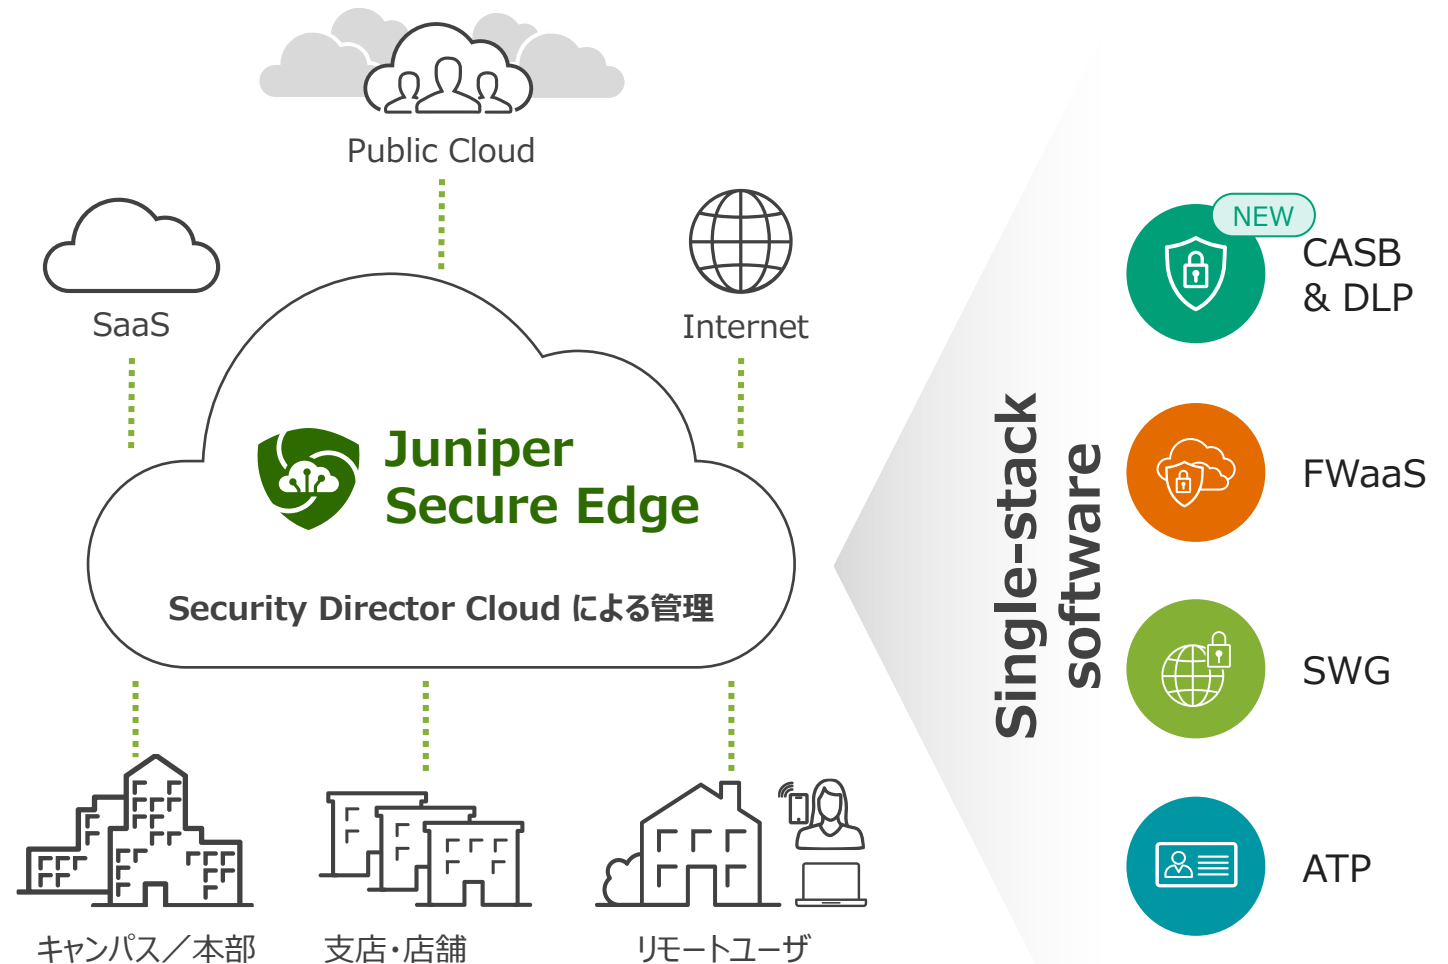 Public Cloud
SaaS
Internet
Juniper
Secure Edge
Security Director Cloud による管理
キャンパス／本部
支店・店舗
リモートユーザ
Single-stack
software
NEW
CASB
& DLP
FWaaS
SWG
ATP